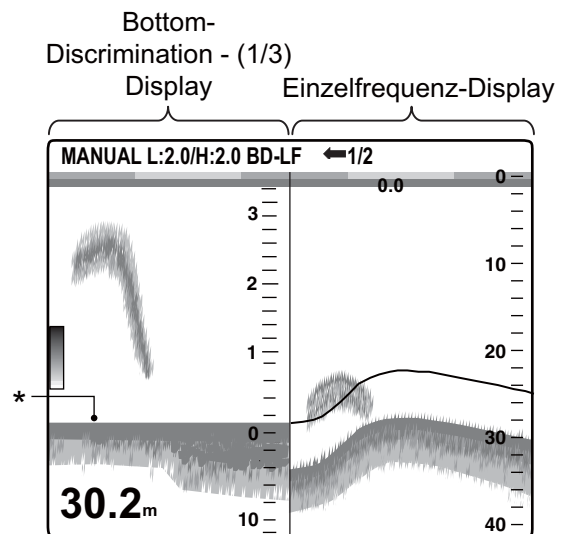 Bottom-
Discrimination - (1/3)
Display
Einzelfrequenz-Display
MANUAL L:2.0/H:2.0 BD-LF ⬅1/2
0.0
0
3
10
2
20
1
*
0
30
30.2m
10
40